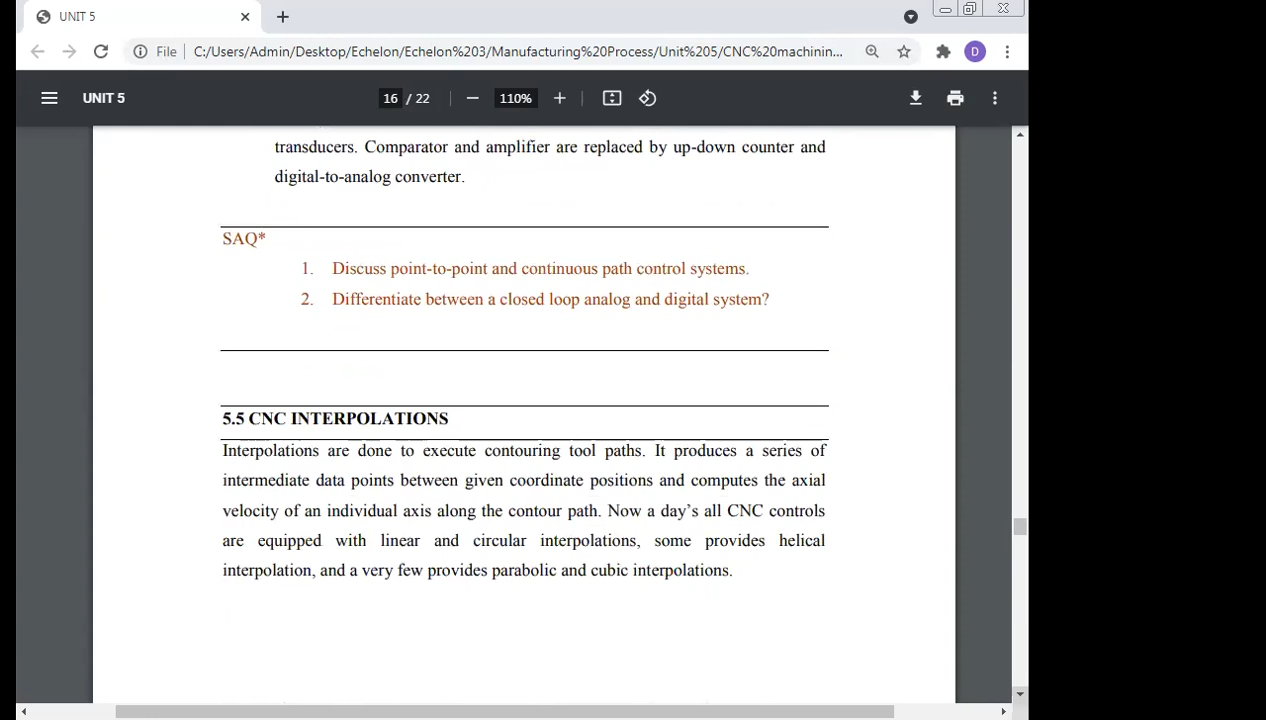 UNIT 5
File C:/Users/Admin/Desktop/Echelon/Echelon%203/Manufacturing%20Process/Unit%205/CNC%20machinin... D
UNIT 5 16 / 22 110%
transducers. Comparator and amplifier are replaced by up-down counter and
digital-to-analog converter.
SAQ*
1. Discuss point-to-point and continuous path control systems.
2. Differentiate between a closed loop analog and digital system?
5.5 CNC INTERPOLATIONS
Interpolations are done to execute contouring tool paths. It produces a series of
intermediate data points between given coordinate positions and computes the axial
velocity of an individual axis along the contour path. Now a day’s all CNC controls
are equipped with linear and circular interpolations, some provides helical
interpolation, and a very few provides parabolic and cubic interpolations.